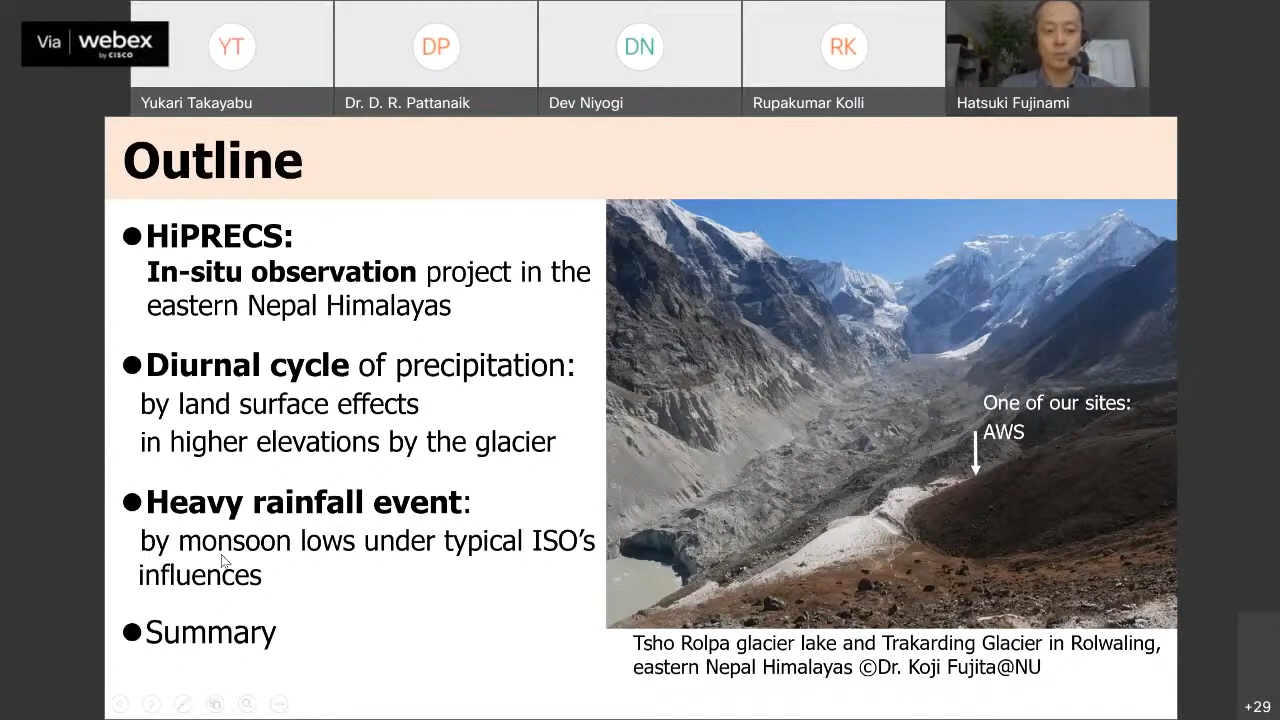 Via webex
by CISCO
YT
DP
DN
RK
Yukari Takayabu
Dr. D. R. Pattanaik
Dev Niyogi
Rupakumar Kolli
Hatsuki Fujinami
Outline
●HiPRECS:
In-situ observation project in the
eastern Nepal Himalayas
●Diurnal cycle of precipitation:
by land surface effects
in higher elevations by the glacier
●Heavy rainfall event:
by monsoon lows under typical ISO’s
influences
●Summary
One of our sites:
AWS
Tsho Rolpa glacier lake and Trakarding Glacier in Rolwaling,
eastern Nepal Himalayas ©Dr. Koji Fujita@NU
+29